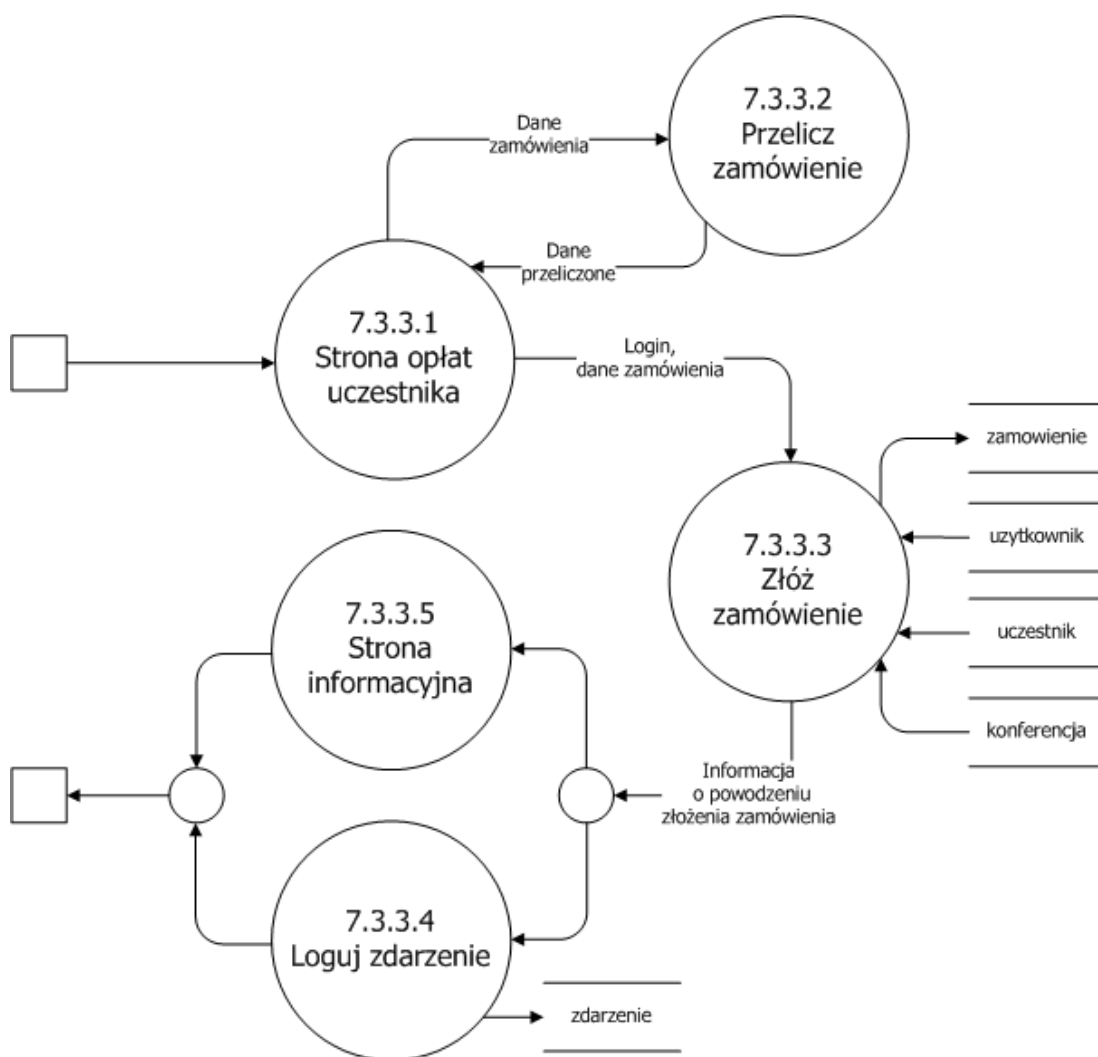 7.3.3.2
Przelicz
zamówienie
Dane
zamówienia
Dane
przeliczone
7.3.3.1
Strona opłat
uczestnika
Login,
dane zamówienia
zamowienie
7.3.3.3
Złóż
zamówienie
uzytkownik
uczestnik
konferencja
7.3.3.5
Strona
informacyjna
Informacja
o powodzeniu
złożenia zamówienia
7.3.3.4
Loguj zdarzenie
zdarzenie